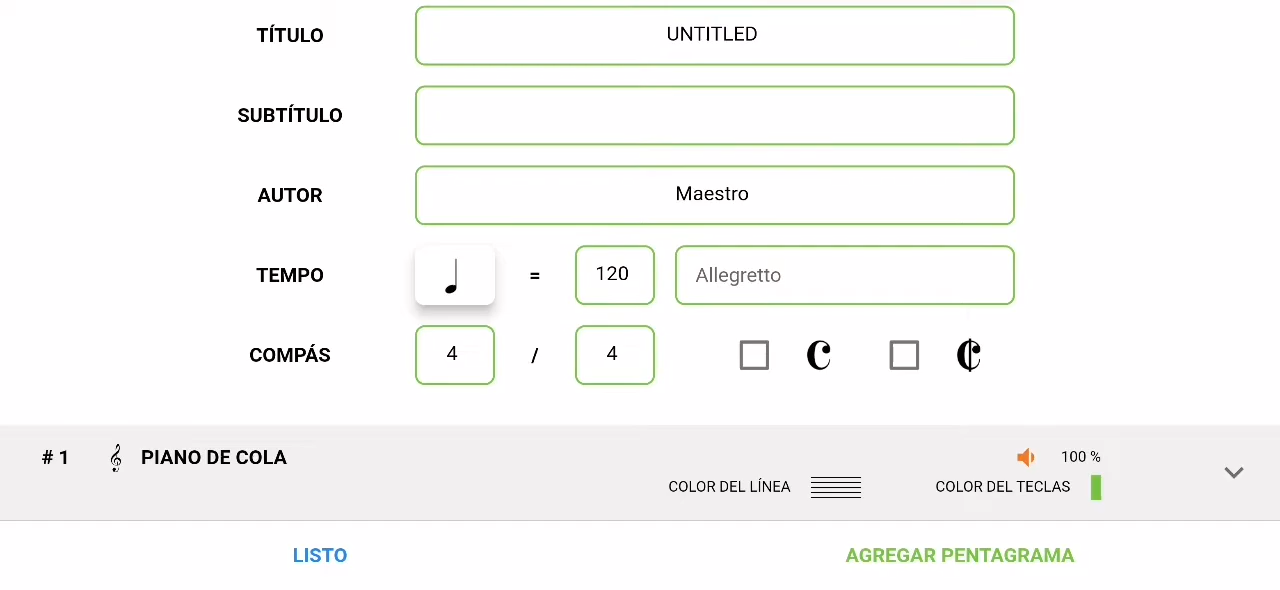 TÍTULO UNTITLED
SUBTÍTULO
AUTOR Maestro
TEMPO = 120 Allegretto
COMPÁS 4 / 4
# 1 PIANO DE COLA 100 %
COLOR DEL LÍNEA COLOR DEL TECLAS
LISTO AGREGAR PENTAGRAMA